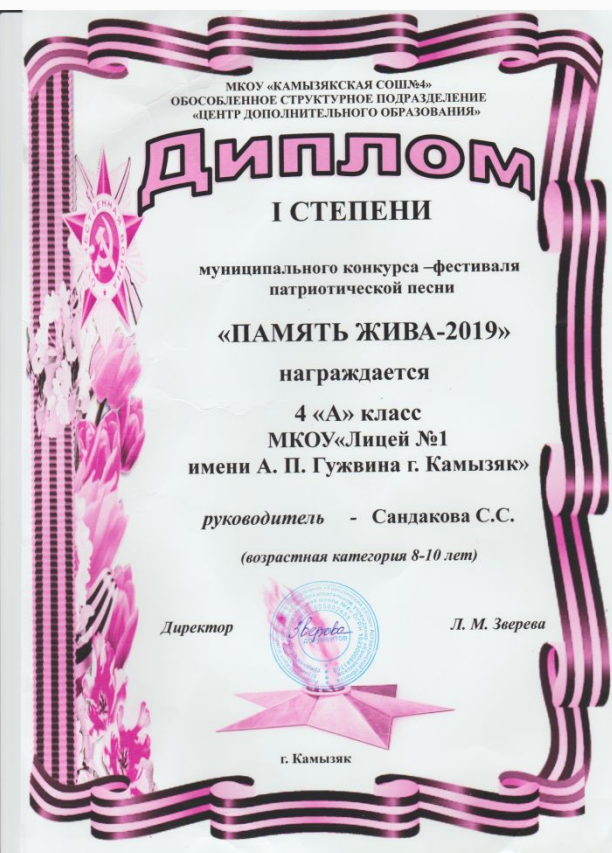 МКОУ «КАМЫЗЯКСКАЯ СОШ№4»
ОБОСОБЛЕННОЕ СТРУКТУРНОЕ ПОДРАЗДЕЛЕНИЕ
«ЦЕНТР ДОПОЛНИТЕЛЬНОГО ОБРАЗОВАНИЯ»
Диплом
I СТЕПЕНИ
муниципального конкурса –фестиваля
патриотической песни
«ПАМЯТЬ ЖИВА-2019»
награждается
4 «А» класс
МКОУ«Лицей №1
имени А. П. Гужвина г. Камызяк»
руководитель - Сандакова С.С.
(возрастная категория 8-10 лет)
Директор Зверева Л. М. Зверева
г. Камызяк